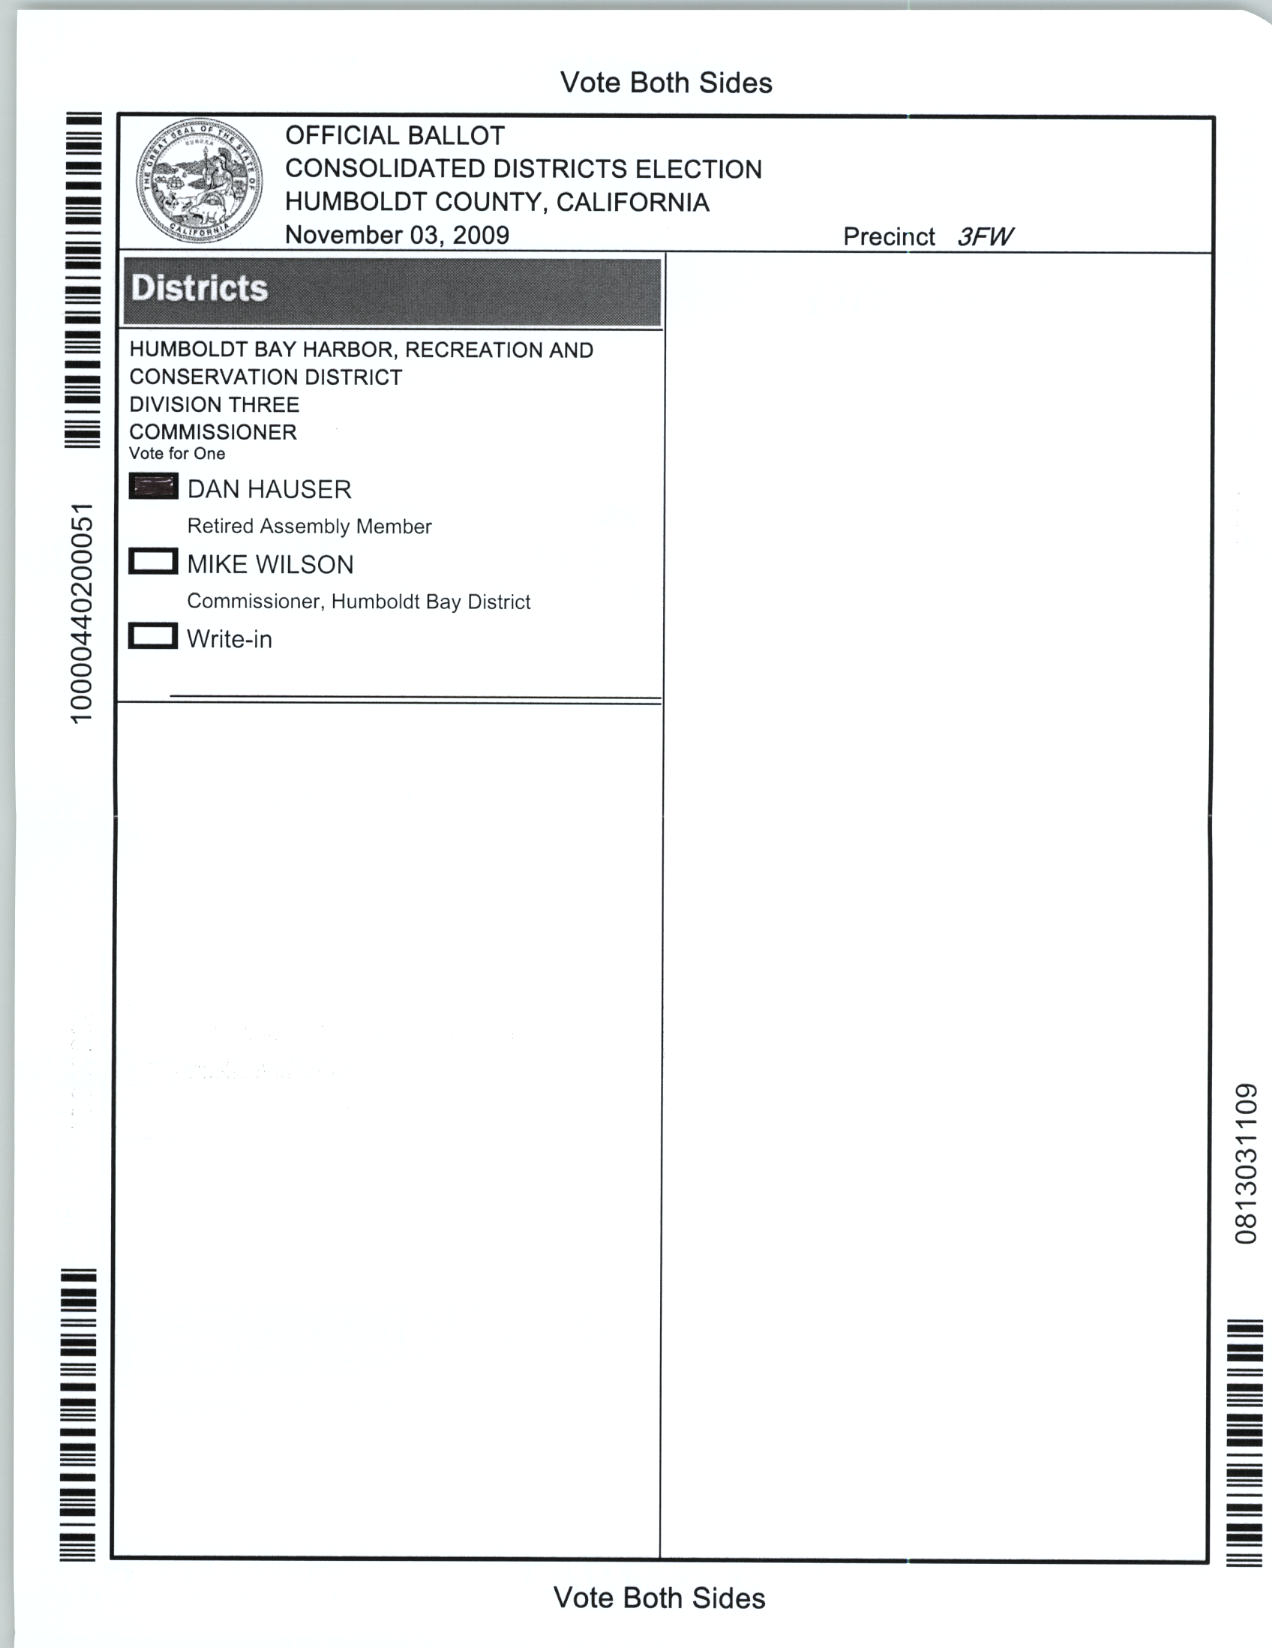 Vote Both Sides
THE GREAT SEAL OF THE STATE OF CALIFORNIA
EUREKA
OFFICIAL BALLOT
CONSOLIDATED DISTRICTS ELECTION
HUMBOLDT COUNTY, CALIFORNIA
November 03, 2009
Precinct 3FW
Districts
HUMBOLDT BAY HARBOR, RECREATION AND
CONSERVATION DISTRICT
DIVISION THREE
COMMISSIONER
Vote for One
DAN HAUSER
Retired Assembly Member
MIKE WILSON
Commissioner, Humboldt Bay District
Write-in
1000440200051
0813031109
Vote Both Sides